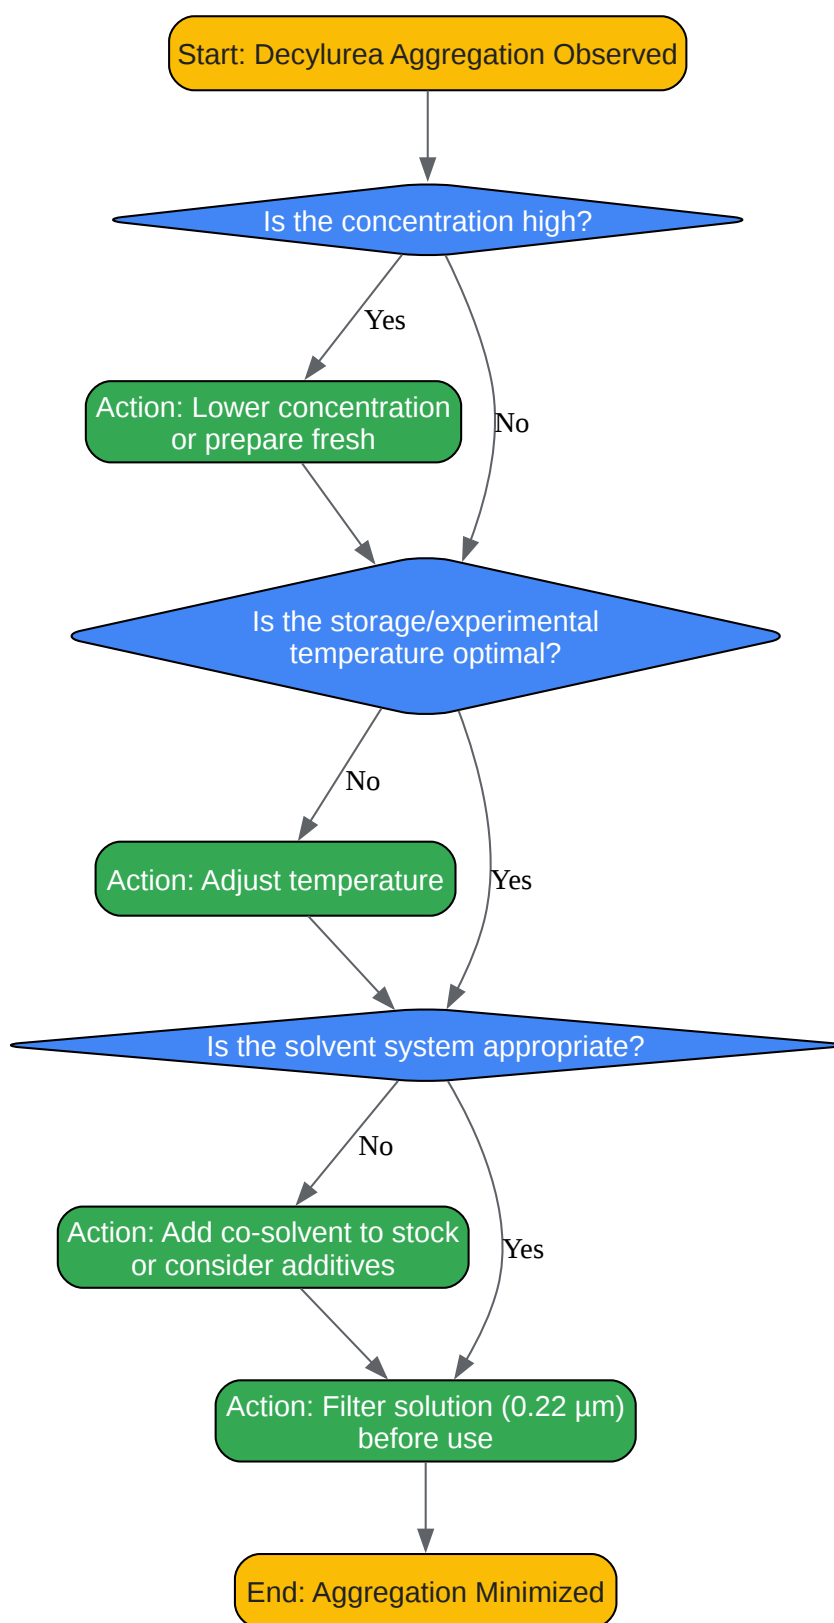 Start: Decylurea Aggregation Observed
Is the concentration high?
Yes
Action: Lower concentration
or prepare fresh
No
Is the storage/experimental
temperature optimal?
No
Action: Adjust temperature
Yes
Is the solvent system appropriate?
No
Action: Add co-solvent to stock
or consider additives
Yes
Action: Filter solution (0.22 µm)
before use
End: Aggregation Minimized